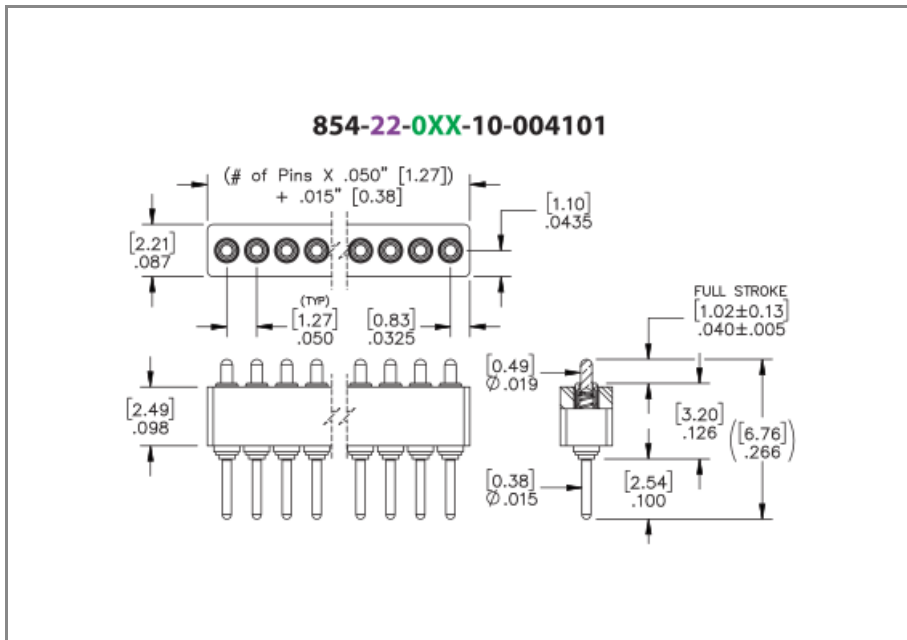 854-22-0XX-10-004101
(# of Pins X .050" [1.27])
+ .015" [0.38]
[1.10]
.0435
[2.21]
.087
(TYP)
[1.27]
.050
[0.83]
.0325
FULL STROKE
[1.02±0.13]
.040±.005
[0.49]
Ø.019
[2.49]
.098
[3.20]
.126
([6.76]
.266)
[0.38]
Ø.015
[2.54]
.100